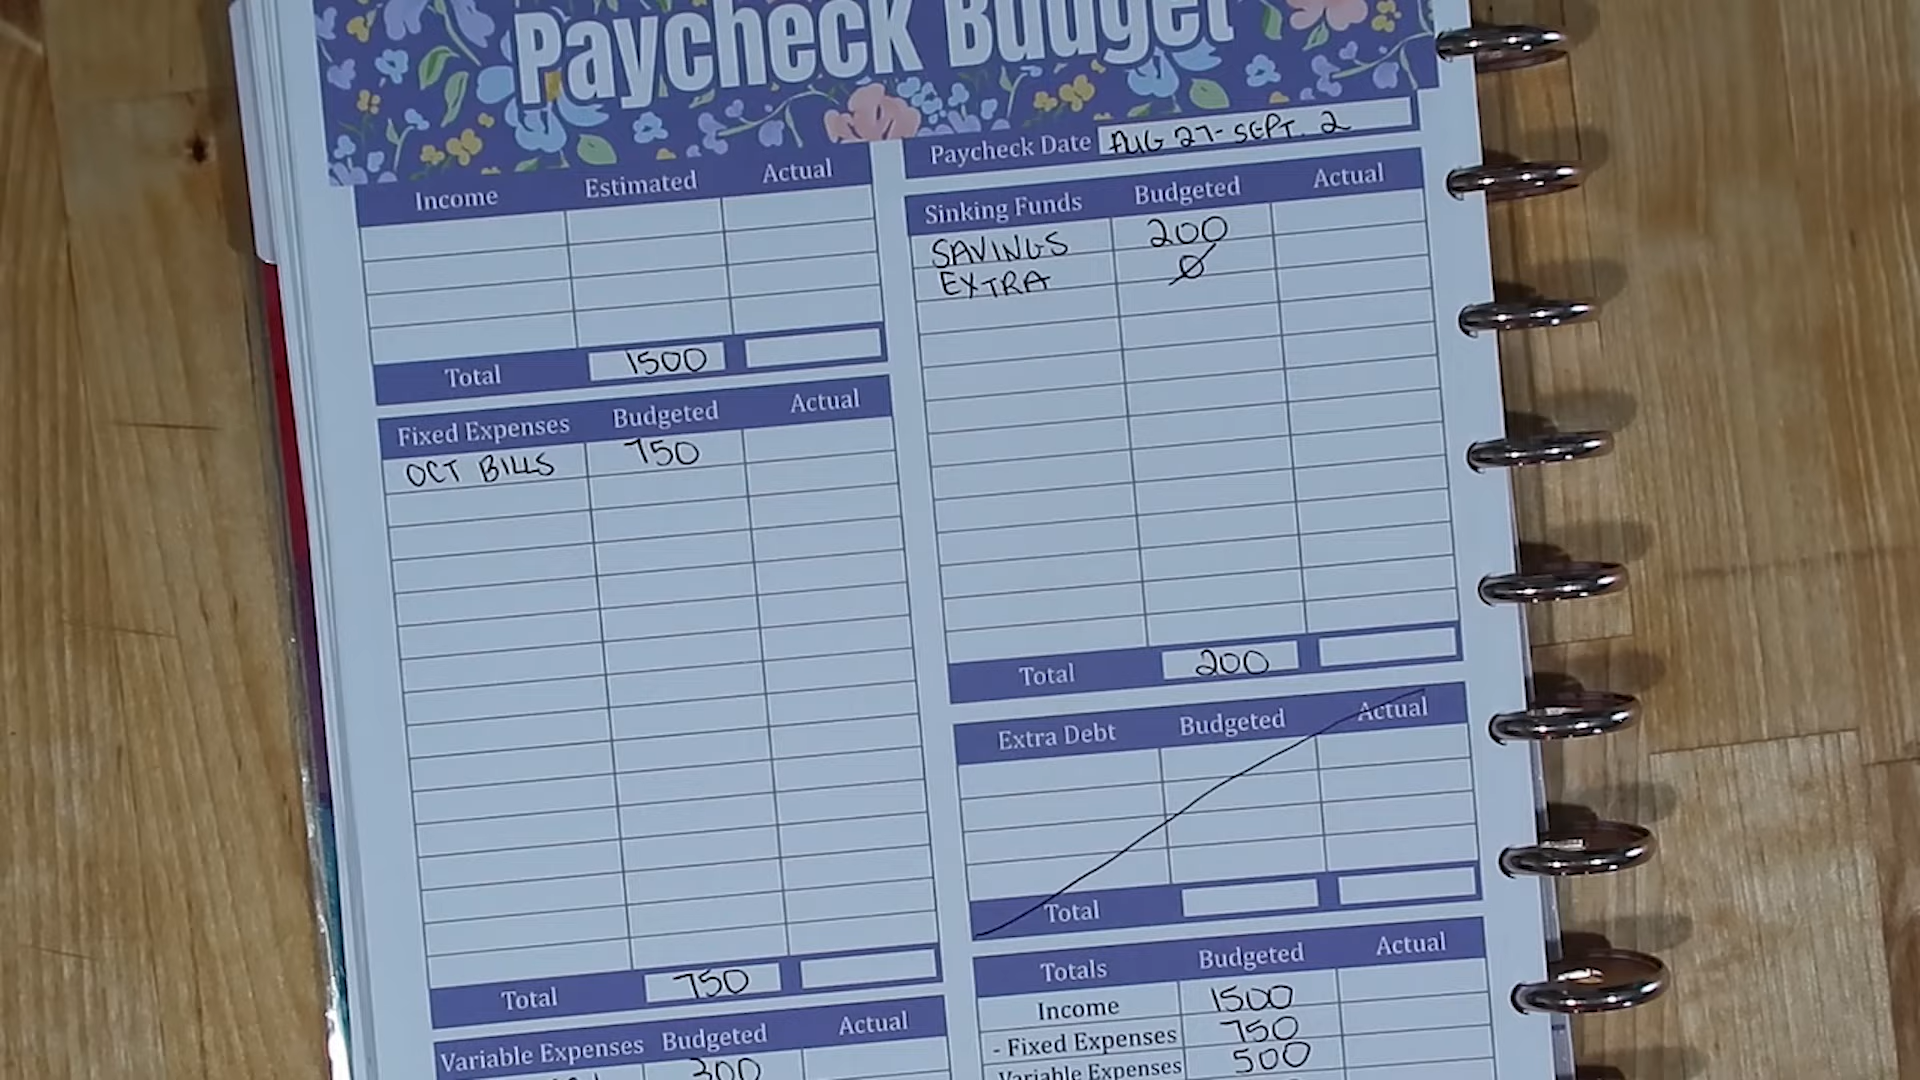 Paycheck Budget
Paycheck Date AUG 27-SEPT. 2
Income Estimated Actual
Total 1500
Fixed Expenses Budgeted Actual
OCT BILLS 750
Total 750
Variable Expenses Budgeted Actual
300
Sinking Funds Budgeted Actual
SAVINGS 200
EXTRA 0
Total 200
Extra Debt Budgeted Actual
Total
Totals Budgeted Actual
Income 1500
- Fixed Expenses 750
Variable Expenses 500